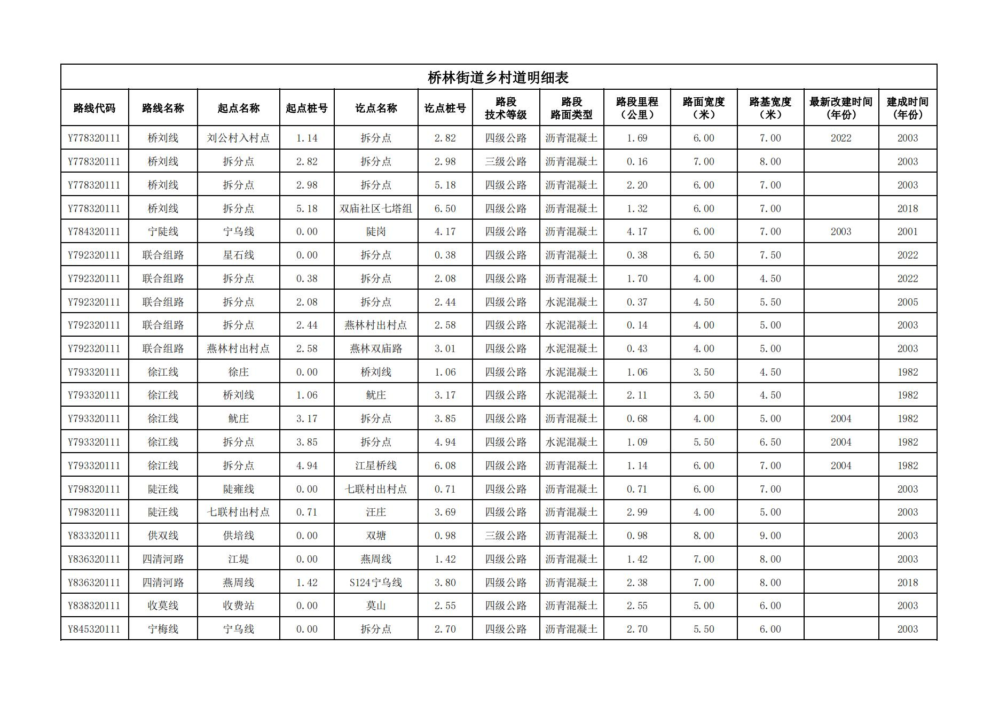 桥林街道乡村道明细表
路线代码 路线名称 起点名称 起点桩号 讫点名称 讫点桩号 路段技术等级 路段路面类型 路段里程（公里） 路面宽度（米） 路基宽度（米） 最新改建时间(年份) 建成时间(年份)
Y778320111 桥刘线 刘公村入村点 1.14 拆分点 2.82 四级公路 沥青混凝土 1.69 6.00 7.00 2022 2003
Y778320111 桥刘线 拆分点 2.82 拆分点 2.98 三级公路 沥青混凝土 0.16 7.00 8.00 2003
Y778320111 桥刘线 拆分点 2.98 拆分点 5.18 四级公路 沥青混凝土 2.20 6.00 7.00 2003
Y778320111 桥刘线 拆分点 5.18 双庙社区七塔组 6.50 四级公路 沥青混凝土 1.32 6.00 7.00 2018
Y784320111 宁陡线 宁乌线 0.00 陡岗 4.17 四级公路 沥青混凝土 4.17 6.00 7.00 2003 2001
Y792320111 联合组路 星石线 0.00 拆分点 0.38 四级公路 沥青混凝土 0.38 6.50 7.50 2022
Y792320111 联合组路 拆分点 0.38 拆分点 2.08 四级公路 沥青混凝土 1.70 4.00 4.50 2022
Y792320111 联合组路 拆分点 2.08 拆分点 2.44 四级公路 水泥混凝土 0.37 4.50 5.50 2005
Y792320111 联合组路 拆分点 2.44 燕林村出村点 2.58 四级公路 水泥混凝土 0.14 4.00 5.00 2003
Y792320111 联合组路 燕林村出村点 2.58 燕林双庙路 3.01 四级公路 水泥混凝土 0.43 4.00 5.00 2003
Y793320111 徐江线 徐庄 0.00 桥刘线 1.06 四级公路 水泥混凝土 1.06 3.50 4.50 1982
Y793320111 徐江线 桥刘线 1.06 鱿庄 3.17 四级公路 水泥混凝土 2.11 3.50 4.50 1982
Y793320111 徐江线 鱿庄 3.17 拆分点 3.85 四级公路 沥青混凝土 0.68 4.00 5.00 2004 1982
Y793320111 徐江线 拆分点 3.85 拆分点 4.94 四级公路 水泥混凝土 1.09 5.50 6.50 2004 1982
Y793320111 徐江线 拆分点 4.94 江星桥线 6.08 四级公路 沥青混凝土 1.14 6.00 7.00 2004 1982
Y798320111 陡汪线 陡雍线 0.00 七联村出村点 0.71 四级公路 沥青混凝土 0.71 6.00 7.00 2003
Y798320111 陡汪线 七联村出村点 0.71 汪庄 3.69 四级公路 沥青混凝土 2.99 4.00 5.00 2003
Y833320111 供双线 供培线 0.00 双塘 0.98 三级公路 沥青混凝土 0.98 8.00 9.00 2003
Y836320111 四清河路 江堤 0.00 燕周线 1.42 四级公路 沥青混凝土 1.42 7.00 8.00 2003
Y836320111 四清河路 燕周线 1.42 S124宁乌线 3.80 四级公路 沥青混凝土 2.38 7.00 8.00 2018
Y838320111 收莫线 收费站 0.00 莫山 2.55 四级公路 沥青混凝土 2.55 5.00 6.00 2003
Y845320111 宁梅线 宁乌线 0.00 拆分点 2.70 四级公路 沥青混凝土 2.70 5.50 6.00 2003